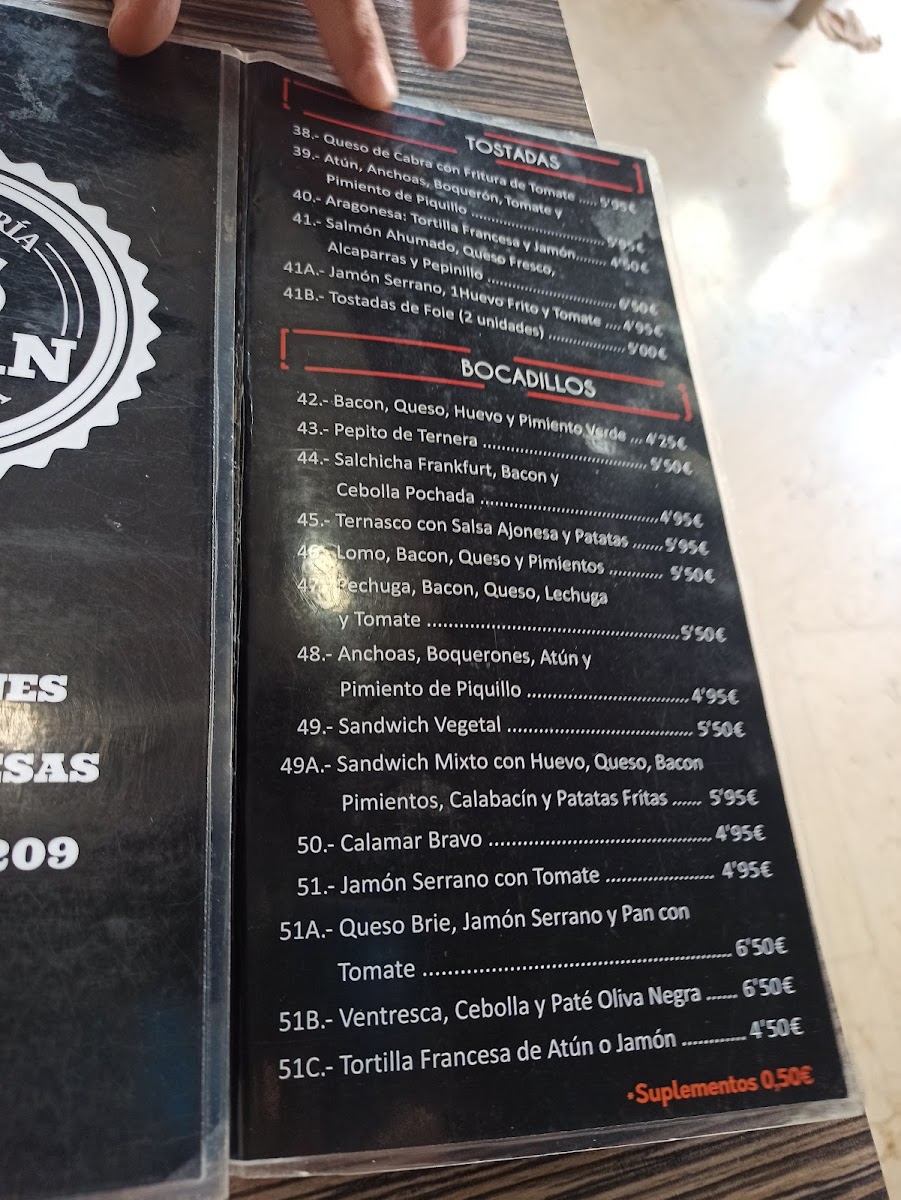 RÍA
AN
NES
ESAS
209
TOSTADAS
38.- Queso de Cabra con Fritura de Tomate ..... 5'95€
39.- Atún, Anchoas, Boquerón, Tomate y
Pimiento de Piquillo ................................ 5'95€
40.- Aragonesa: Tortilla Francesa y Jamón........ 4'50€
41.- Salmón Ahumado, Queso Fresco,
Alcaparras y Pepinillo ............................. 6'50€
41A.- Jamón Serrano, 1Huevo Frito y Tomate .... 4'95€
41B.- Tostadas de Foie (2 unidades) .................. 5'00€
BOCADILLOS
42.- Bacon, Queso, Huevo y Pimiento Verde ... 4'25€
43.- Pepito de Ternera ...................................... 5'50€
44.- Salchicha Frankfurt, Bacon y
Cebolla Pochada ........................................4'95€
45.- Ternasco con Salsa Ajonesa y Patatas .......5'95€
46.- Lomo, Bacon, Queso y Pimientos ............ 5'50€
47.- Pechuga, Bacon, Queso, Lechuga
y Tomate .....................................................5'50€
48.- Anchoas, Boquerones, Atún y
Pimiento de Piquillo ..................................4'95€
49.- Sandwich Vegetal ....................................... 5'50€
49A.- Sandwich Mixto con Huevo, Queso, Bacon
Pimientos, Calabacín y Patatas Fritas ...... 5'95€
50.- Calamar Bravo ..............................................4'95€
51.- Jamón Serrano con Tomate ....................... 4'95€
51A.- Queso Brie, Jamón Serrano y Pan con
Tomate ................................................................6'50€
51B.- Ventresca, Cebolla y Paté Oliva Negra ...... 6'50€
51C.- Tortilla Francesa de Atún o Jamón .............4'50€
*Suplementos 0,50€